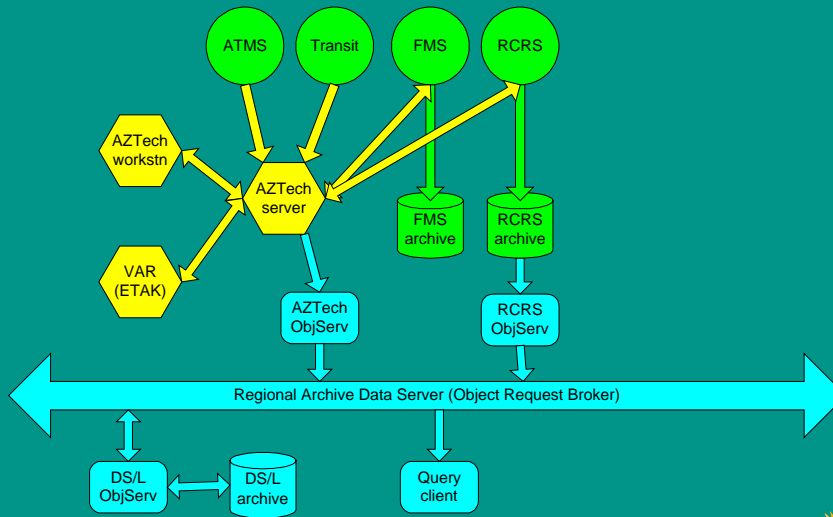 ATMS
Transit
FMS
RCRS
AZTech
workstn
AZTech
server
FMS
archive
RCRS
archive
VAR
(ETAK)
AZTech
ObjServ
RCRS
ObjServ
Regional Archive Data Server (Object Request Broker)
DS/L
ObjServ
DS/L
archive
Query
client